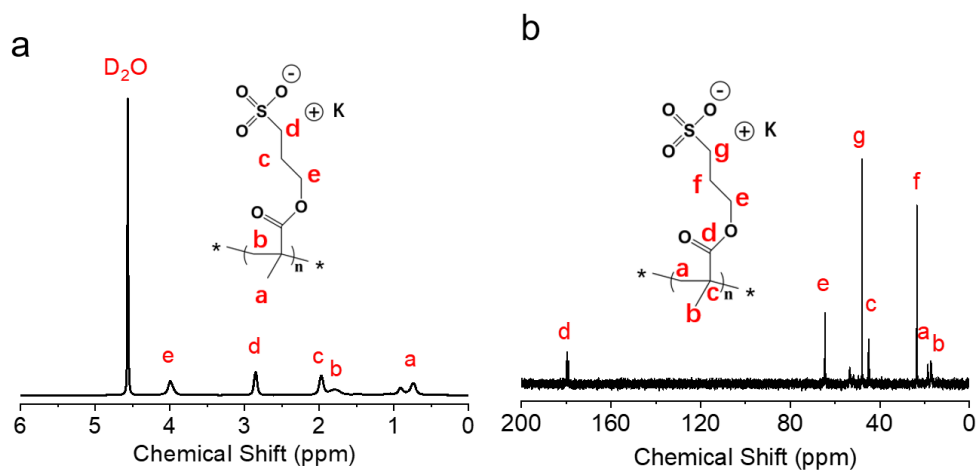 a
D₂O
O
−
O
S
O
+ K
d
c
e
O
O
b
*
n
*
a
e
d
c
b
a
6
5
4
3
2
1
0
Chemical Shift (ppm)
b
−
O
O
S
O
+ K
g
f
e
d
O
O
a
*
c
n
*
b
d
e
g
c
f
a
b
200
160
120
80
40
0
Chemical Shift (ppm)